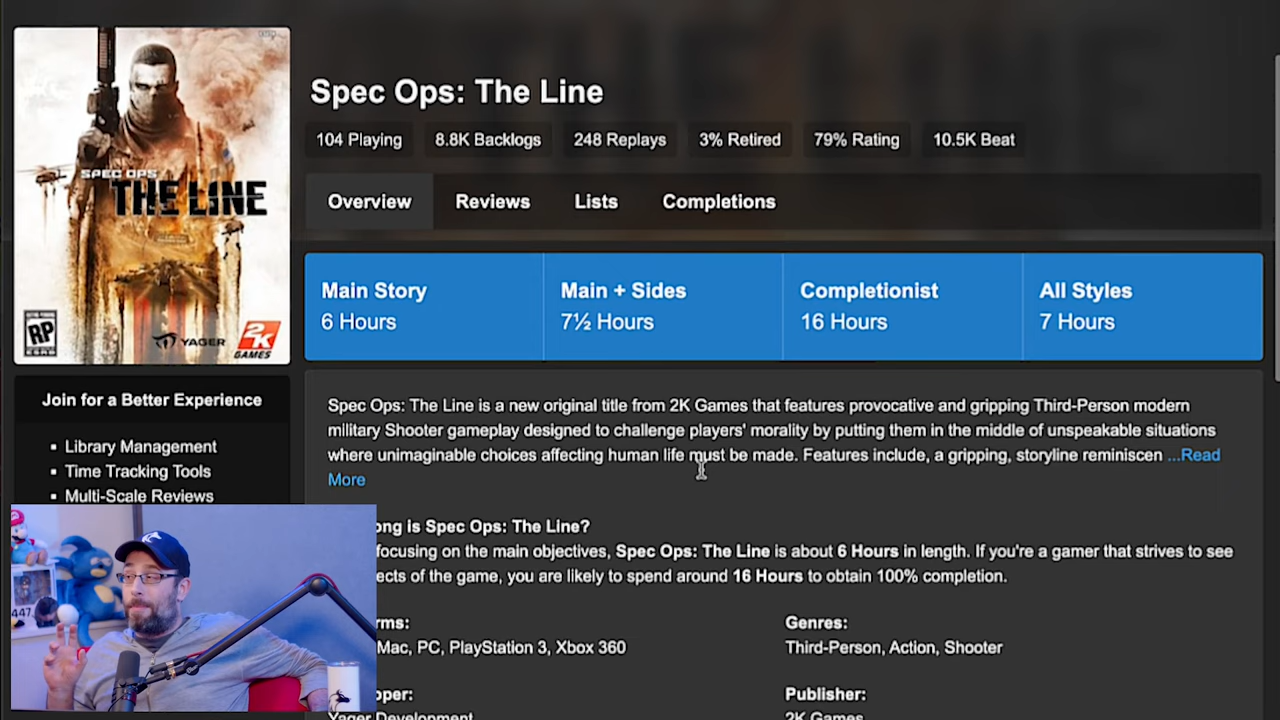 SPEC OPS
THE LINE
RP
YAGER
2K
GAMES
Spec Ops: The Line
104 Playing
8.8K Backlogs
248 Replays
3% Retired
79% Rating
10.5K Beat
Overview
Reviews
Lists
Completions
Main Story
6 Hours
Main + Sides
7½ Hours
Completionist
16 Hours
All Styles
7 Hours
Join for a Better Experience
Library Management
Time Tracking Tools
Multi-Scale Reviews
Spec Ops: The Line is a new original title from 2K Games that features provocative and gripping Third-Person modern
military Shooter gameplay designed to challenge players' morality by putting them in the middle of unspeakable situations
where unimaginable choices affecting human life must be made. Features include, a gripping, storyline reminiscen ...Read
More
ong is Spec Ops: The Line?
focusing on the main objectives, Spec Ops: The Line is about 6 Hours in length. If you're a gamer that strives to see
ects of the game, you are likely to spend around 16 Hours to obtain 100% completion.
rms:
Mac, PC, PlayStation 3, Xbox 360
Genres:
Third-Person, Action, Shooter
oper:
Yager Development
Publisher:
2K Games
447